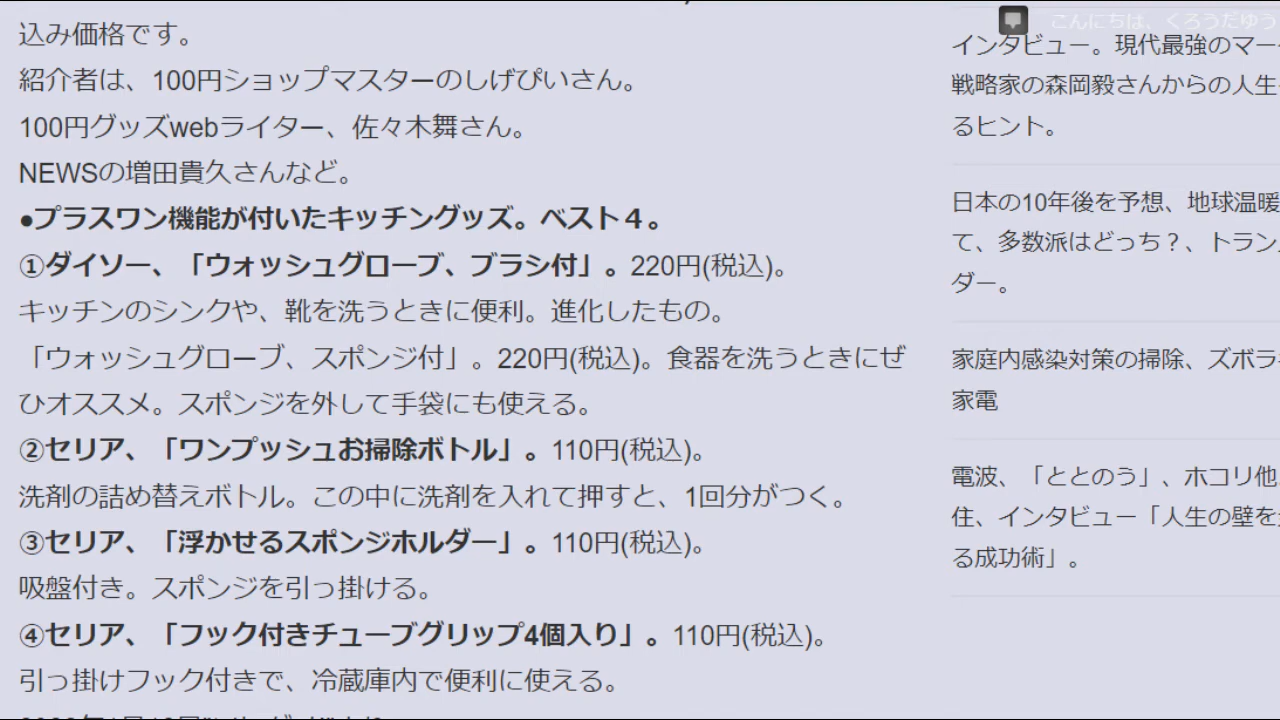 込み価格です。
紹介者は、100円ショップマスターのしげぴいさん。
100円グッズwebライター、佐々木舞さん。
NEWSの増田貴久さんなど。
●プラスワン機能が付いたキッチングッズ。ベスト４。
①ダイソー、「ウォッシュグローブ、ブラシ付」。220円(税込)。
キッチンのシンクや、靴を洗うときに便利。進化したもの。
「ウォッシュグローブ、スポンジ付」。220円(税込)。食器を洗うときにぜ
ひオススメ。スポンジを外して手袋にも使える。
②セリア、「ワンプッシュお掃除ボトル」。110円(税込)。
洗剤の詰め替えボトル。この中に洗剤を入れて押すと、1回分がつく。
③セリア、「浮かせるスポンジホルダー」。110円(税込)。
吸盤付き。スポンジを引っ掛ける。
④セリア、「フック付きチューブグリップ4個入り」。110円(税込)。
引っ掛けフック付きで、冷蔵庫内で便利に使える。
こんにちは、くろうだゆう
インタビュー。現代最強のマー
戦略家の森岡毅さんからの人生
るヒント。
日本の10年後を予想、地球温暖
て、多数派はどっち？、トラン
ダー。
家庭内感染対策の掃除、ズボラ
家電
電波、「ととのう」、ホコリ他
住、インタビュー「人生の壁を
る成功術」。